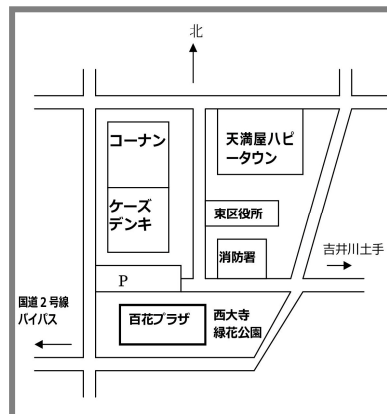 北
コーナン
天満屋ハピ
ータウン
ケーズ
デンキ
東区役所
消防署
吉井川土手
P
国道2号線
バイパス
百花プラザ
西大寺
緑花公園